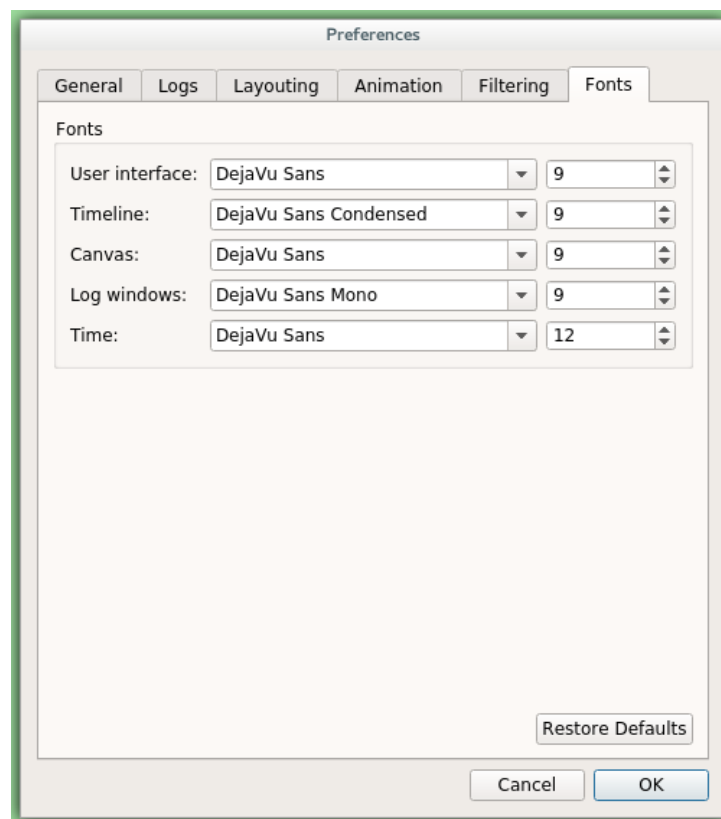 Preferences
General Logs Layouting Animation Filtering Fonts
Fonts
User interface: DejaVu Sans 9
Timeline: DejaVu Sans Condensed 9
Canvas: DejaVu Sans 9
Log windows: DejaVu Sans Mono 9
Time: DejaVu Sans 12
Restore Defaults
Cancel OK